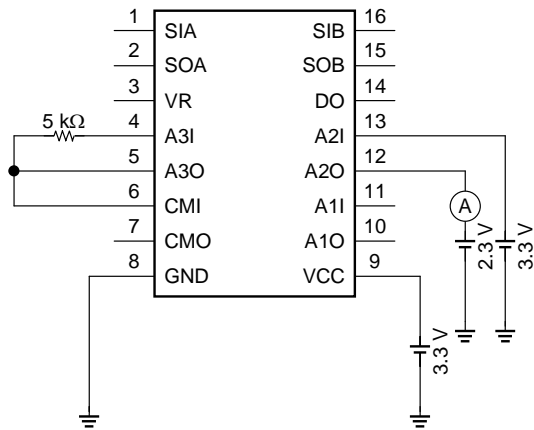 1 SIA SIB 16
2 SOA SOB 15
3 VR DO 14
5 kΩ 4 A3I A2I 13
5 A3O A2O 12
6 CMI A1I 11
A
7 CMO A1O 10
2.3 V
3.3 V
8 GND VCC 9
3.3 V